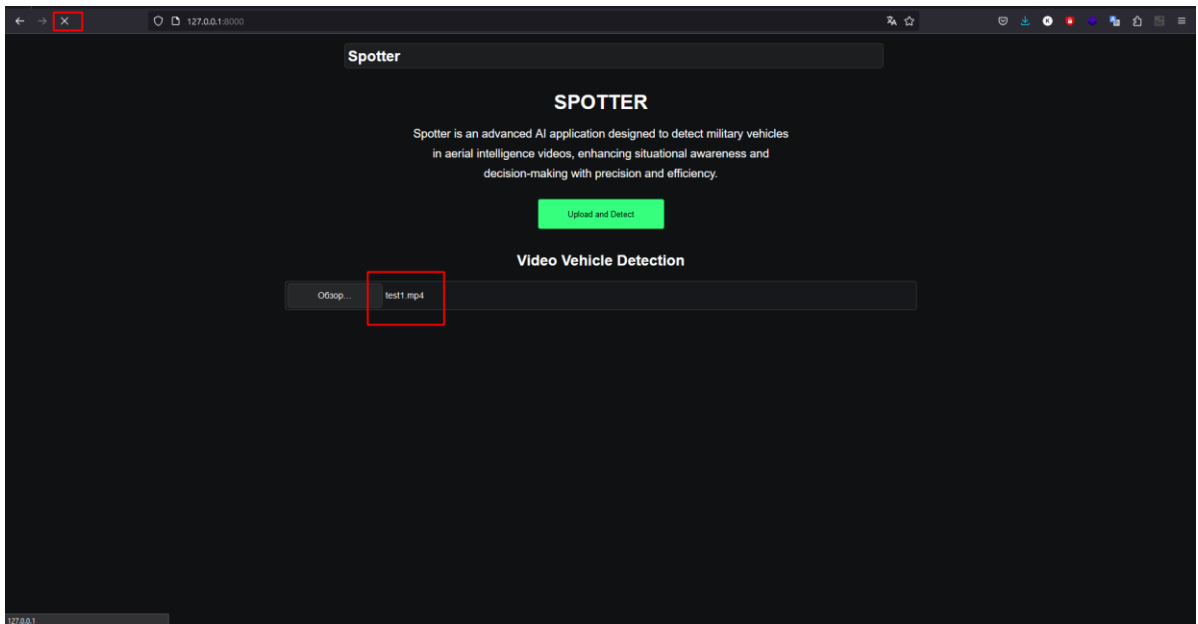 127.0.0.1:8000
Spotter
SPOTTER
Spotter is an advanced AI application designed to detect military vehicles
in aerial intelligence videos, enhancing situational awareness and
decision-making with precision and efficiency.
Upload and Detect
Video Vehicle Detection
Обзор... test1.mp4
127.0.0.1